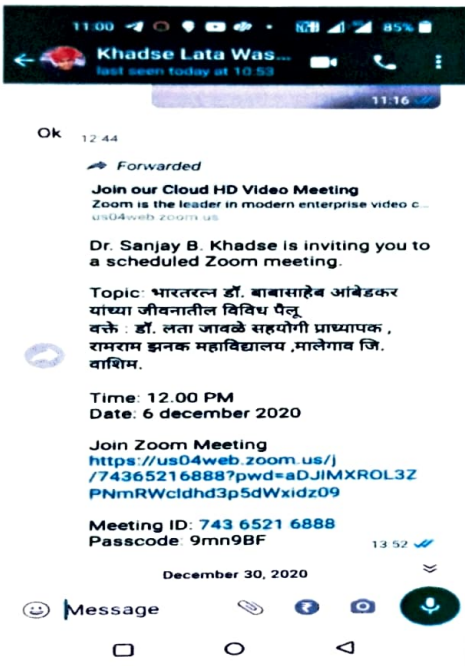 11:00 85%
Khadse Lata Was...
last seen today at 10:53
11:16
Ok 12:44
Forwarded
Join our Cloud HD Video Meeting
Zoom is the leader in modern enterprise video c...
us04web.zoom.us
Dr. Sanjay B. Khadse is inviting you to
a scheduled Zoom meeting.
Topic: भारतरत्न डॉ. बाबासाहेब आंबेडकर
यांच्या जीवनातील विविध पैलू
वक्ते : डॉ. लता जावळे सहयोगी प्राध्यापक ,
रामराम झनक महाविद्यालय ,मालेगाव जि.
वाशिम.
Time: 12.00 PM
Date: 6 december 2020
Join Zoom Meeting
https://us04web.zoom.us/j
/74365216888?pwd=aDJIMXROL3Z
PNmRWcldhd3p5dWxidz09
Meeting ID: 743 6521 6888
Passcode: 9mn9BF
13:52
December 30, 2020
Message